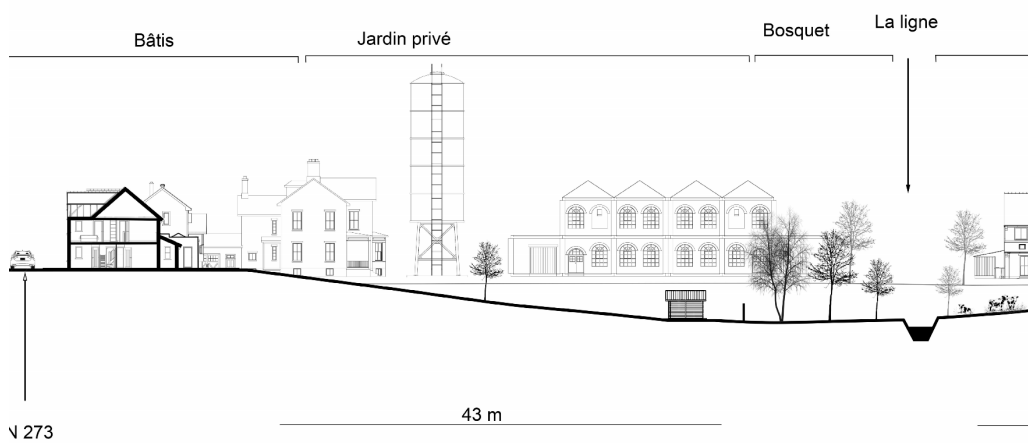 Bâtis
Jardin privé
Bosquet
La ligne
43 m
N 273